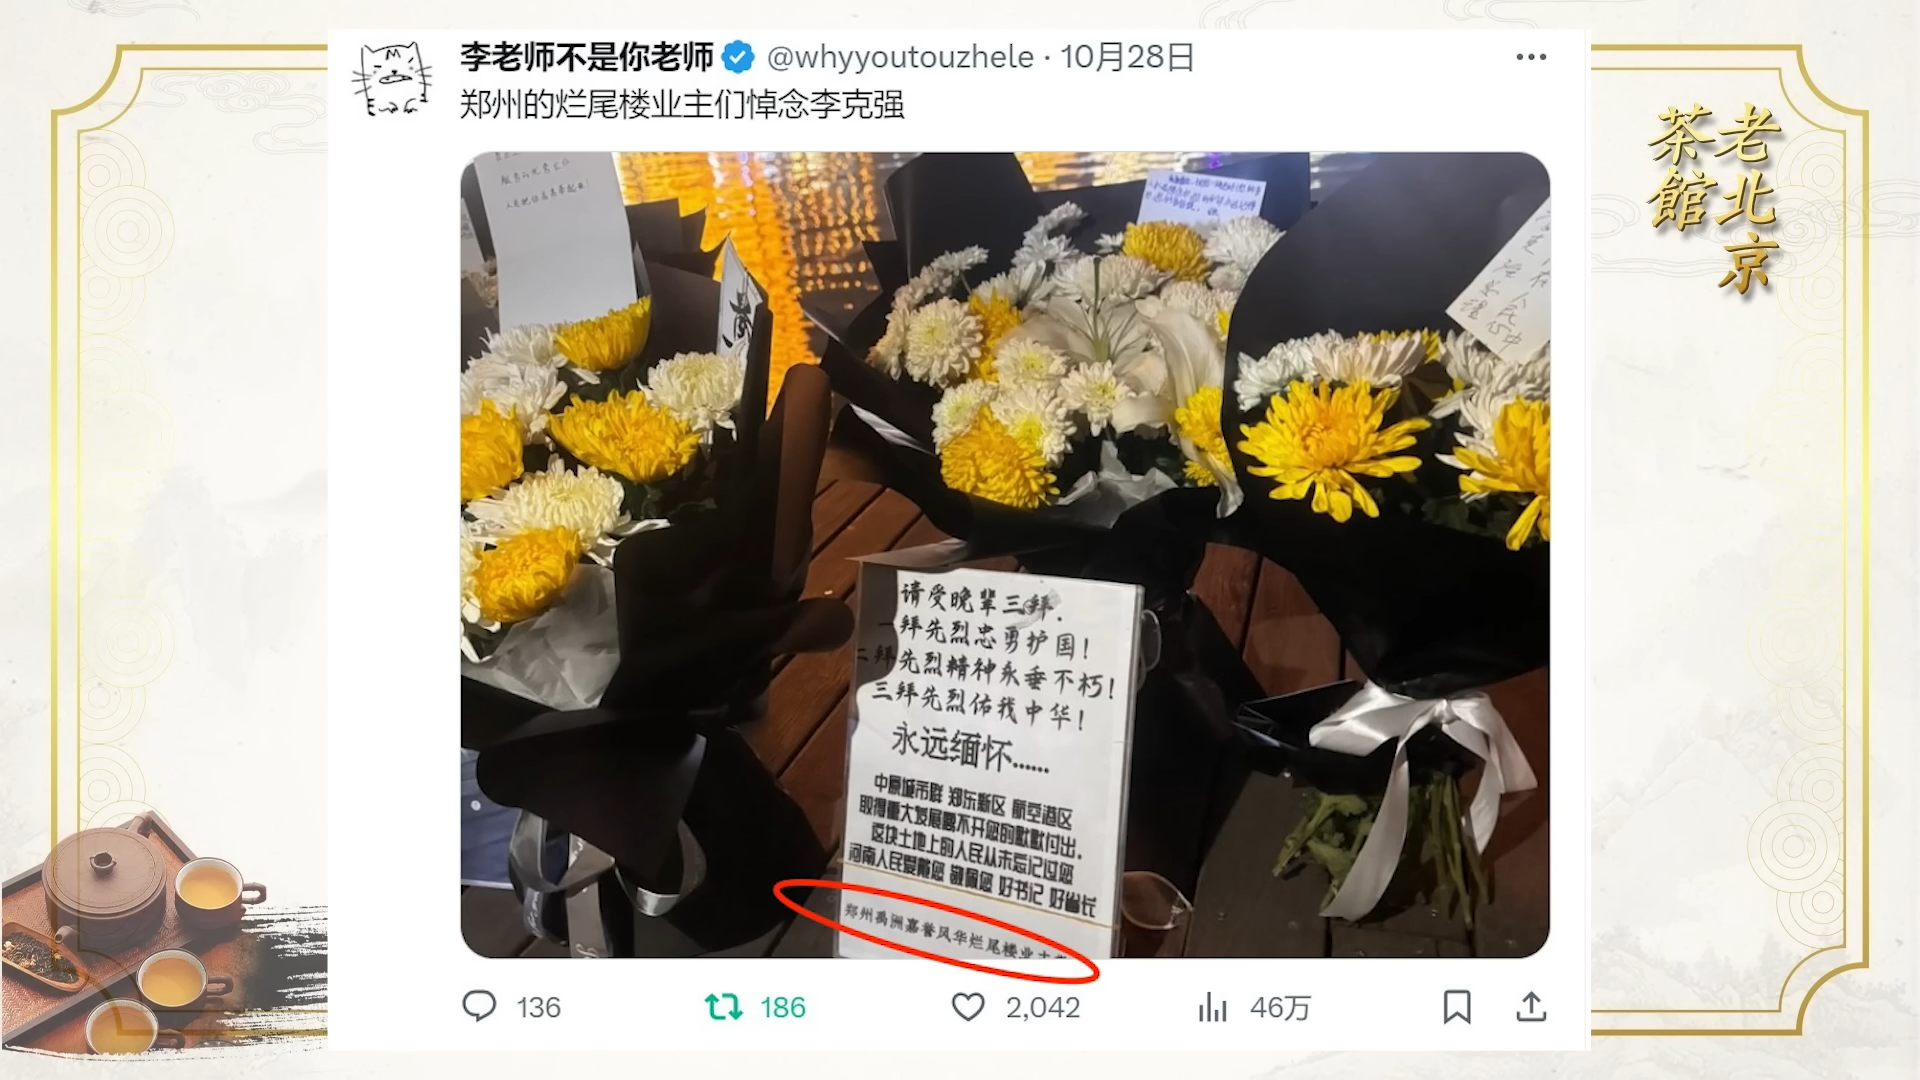 李老师不是你老师 @whyyoutouzhele · 10月28日
郑州的烂尾楼业主们悼念李克强
老北京
茶館
请受晚辈三拜.
一拜先烈忠勇护国!
二拜先烈精神永垂不朽!
三拜先烈佑我中华!
永远缅怀......
中原城市群 郑东新区 航空港区
取得重大发展离不开您的默默付出.
这块土地上的人民从未忘记过您
河南人民爱戴您 敬佩您 好书记 好省长
郑州禹洲嘉誉风华烂尾楼业主
136
186
2,042
46万